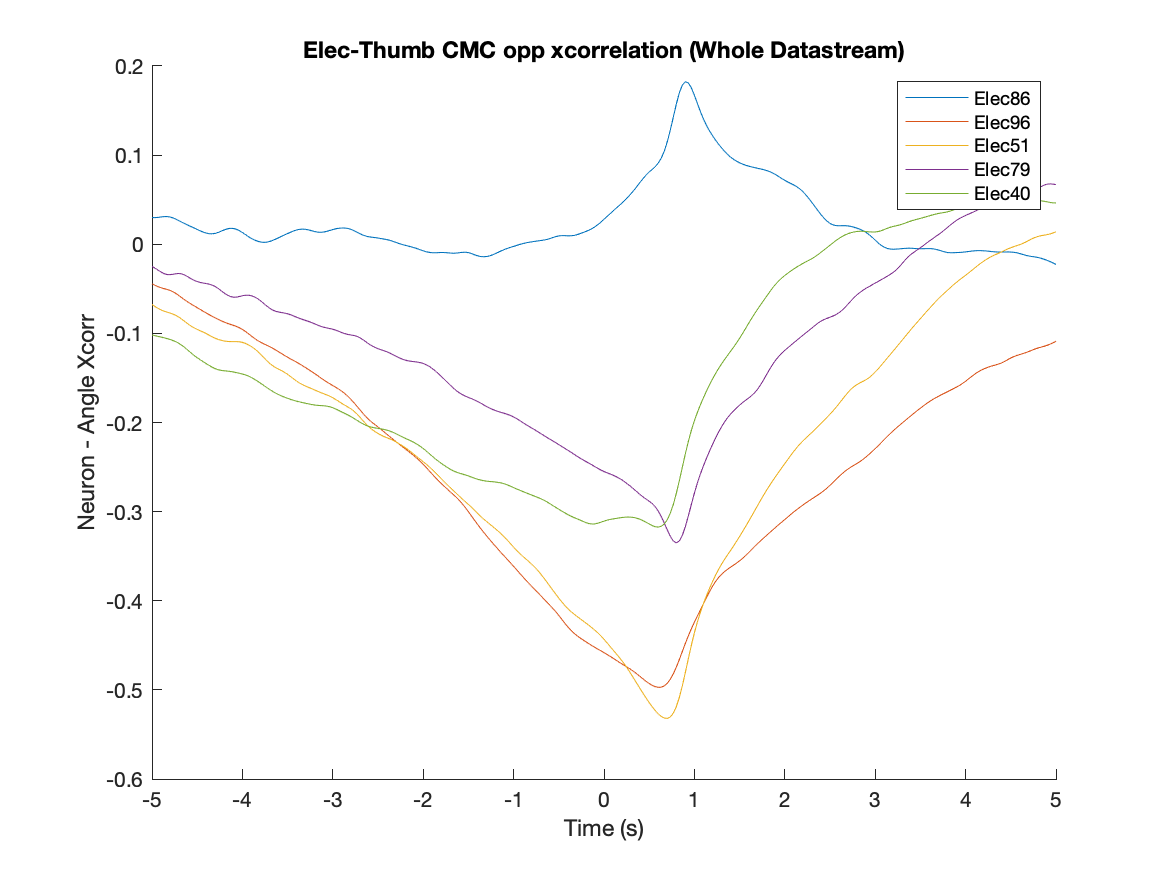 Elec-Thumb CMC opp xcorrelation (Whole Datastream)
0.2
0.1
0
-0.1
-0.2
-0.3
-0.4
-0.5
-0.6
Neuron - Angle Xcorr
Elec86
Elec96
Elec51
Elec79
Elec40
-5 -4 -3 -2 -1 0 1 2 3 4 5
Time (s)